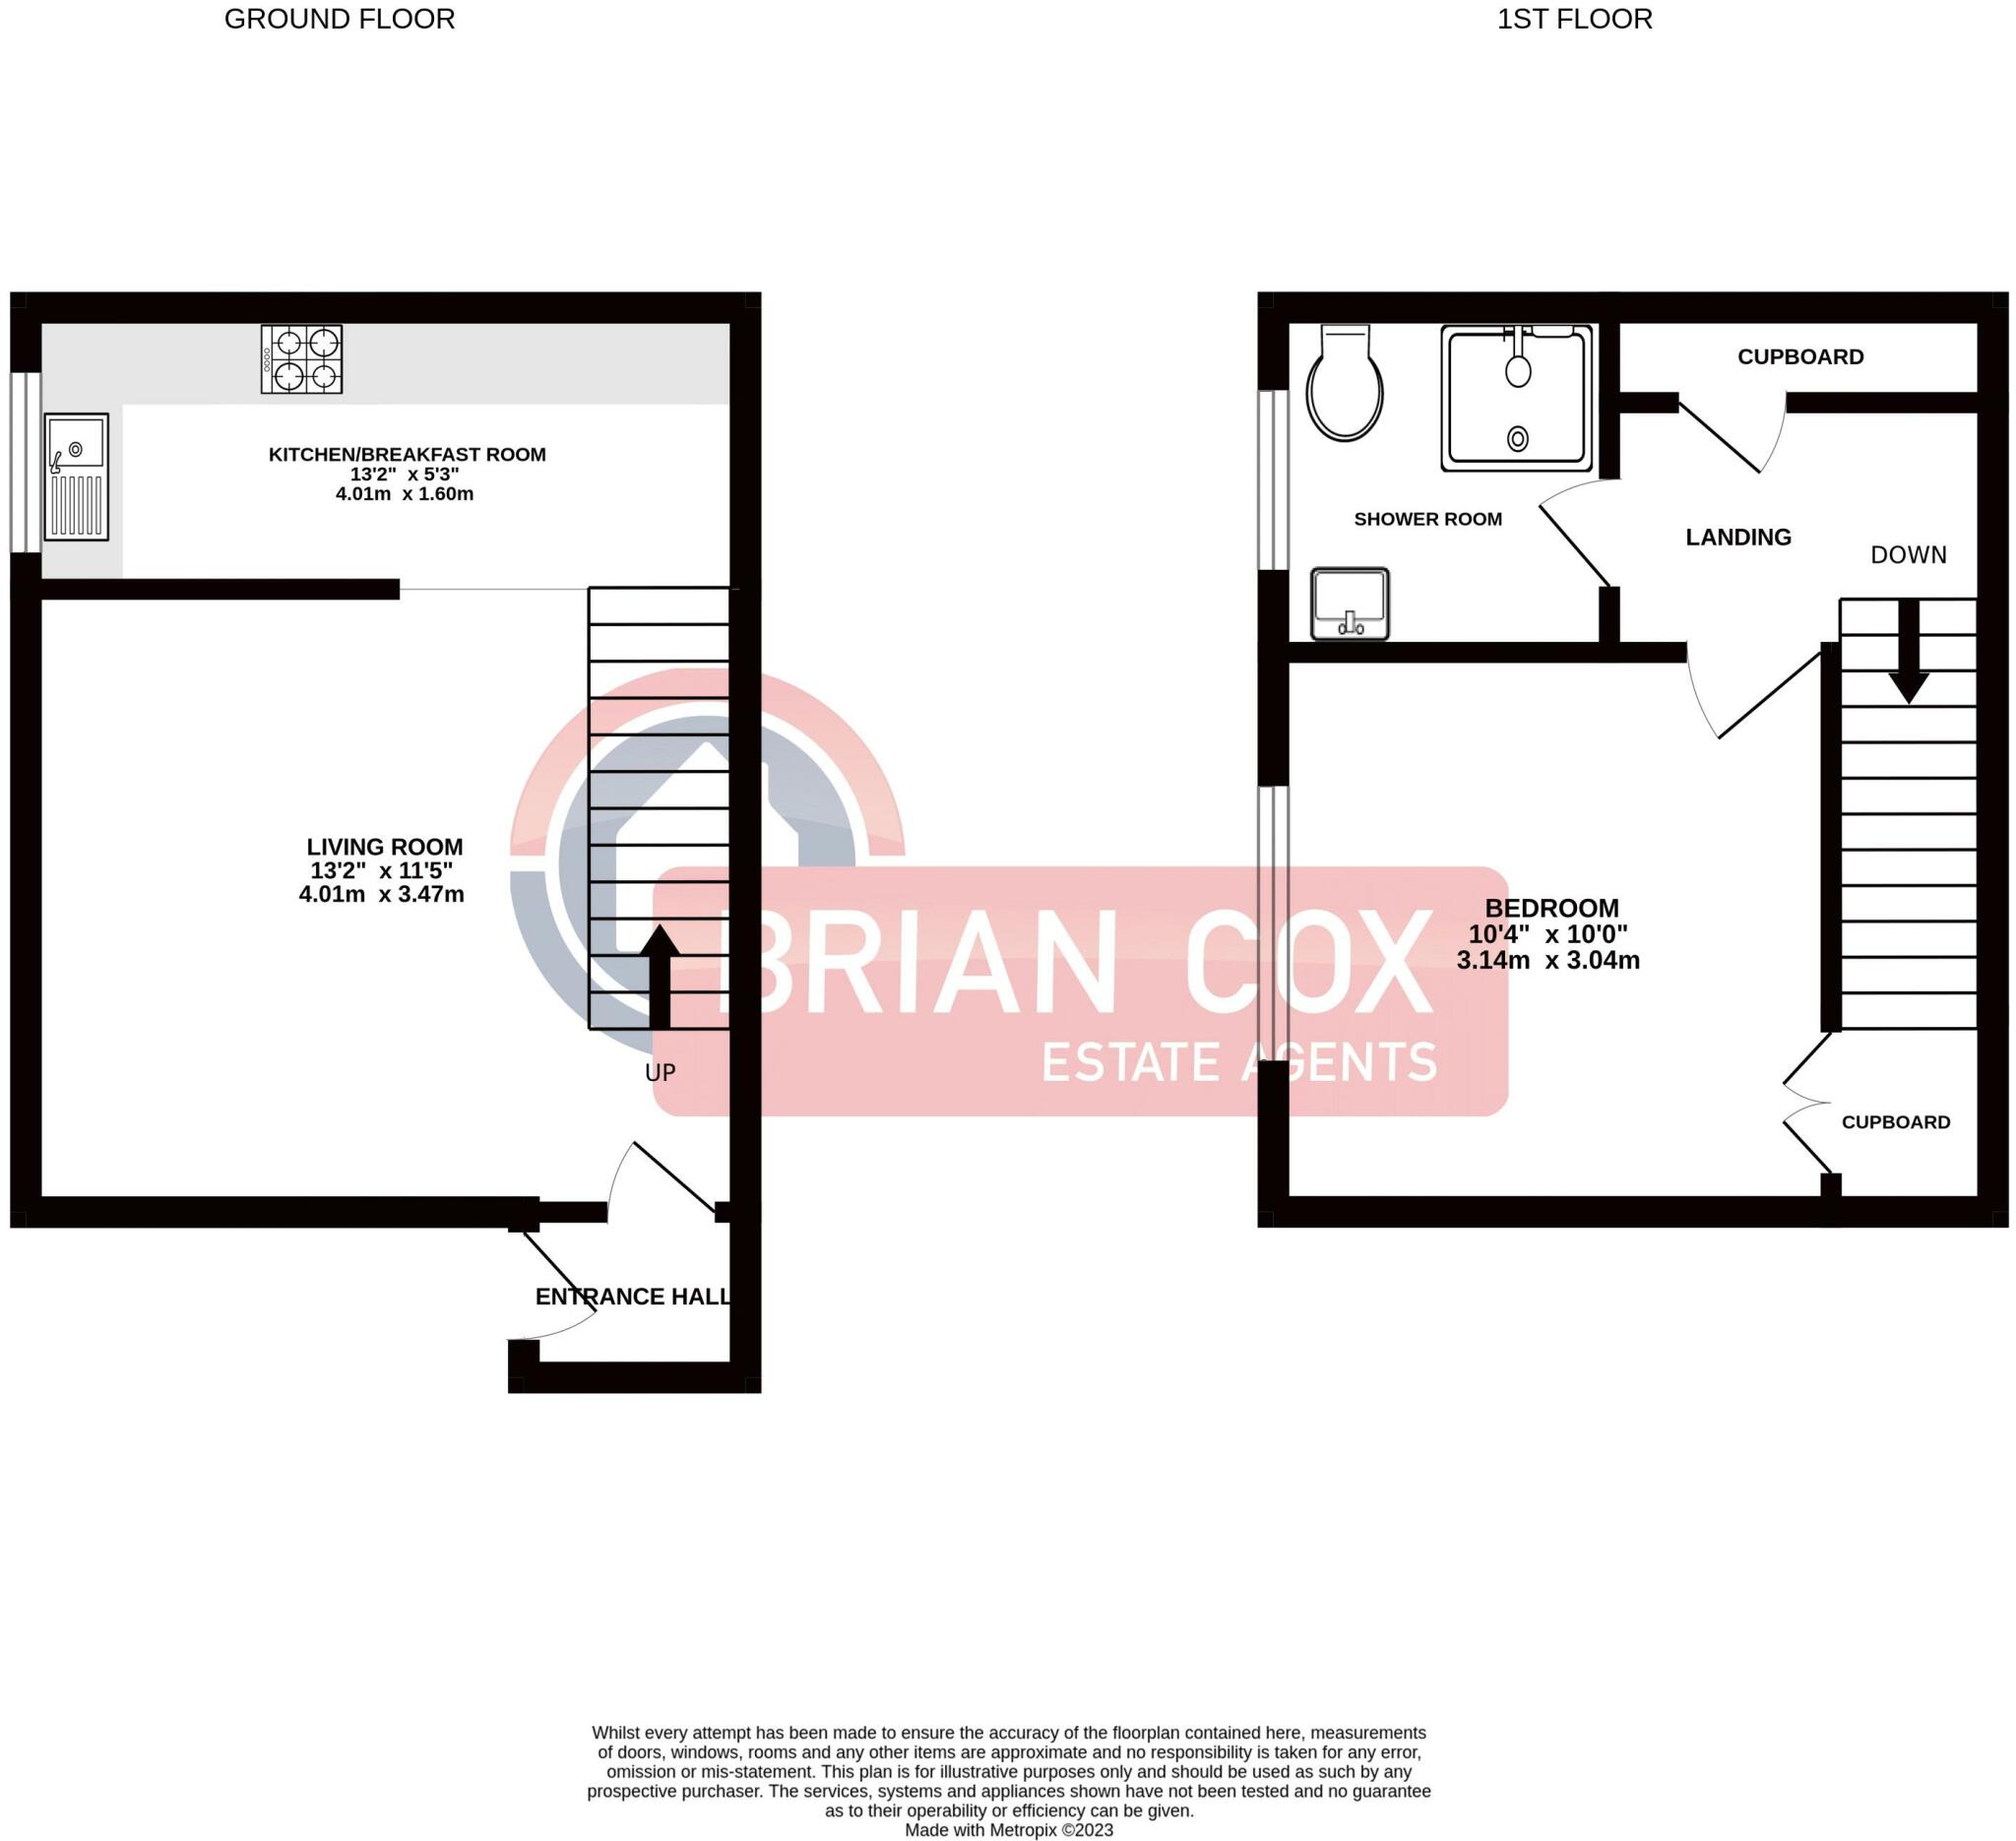 GROUND FLOOR
1ST FLOOR
KITCHEN/BREAKFAST ROOM
13'2" x 5'3"
4.01m x 1.60m
LIVING ROOM
13'2" x 11'5"
4.01m x 3.47m
UP
ENTRANCE HALL
CUPBOARD
SHOWER ROOM
LANDING
DOWN
BEDROOM
10'4" x 10'0"
3.14m x 3.04m
CUPBOARD
BRIAN COX
ESTATE AGENTS
Whilst every attempt has been made to ensure the accuracy of the floorplan contained here, measurements
of doors, windows, rooms and any other items are approximate and no responsibility is taken for any error,
omission or mis-statement. This plan is for illustrative purposes only and should be used as such by any
prospective purchaser. The services, systems and appliances shown have not been tested and no guarantee
as to their operability or efficiency can be given.
Made with Metropix ©2023